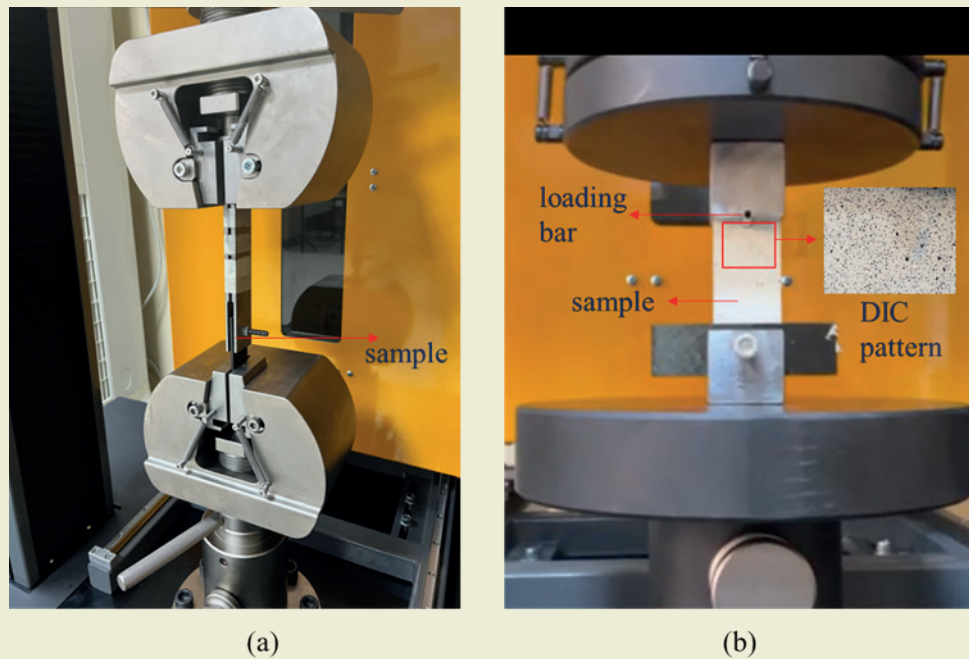 sample
loading
bar
sample
DIC
pattern
(a)
(b)